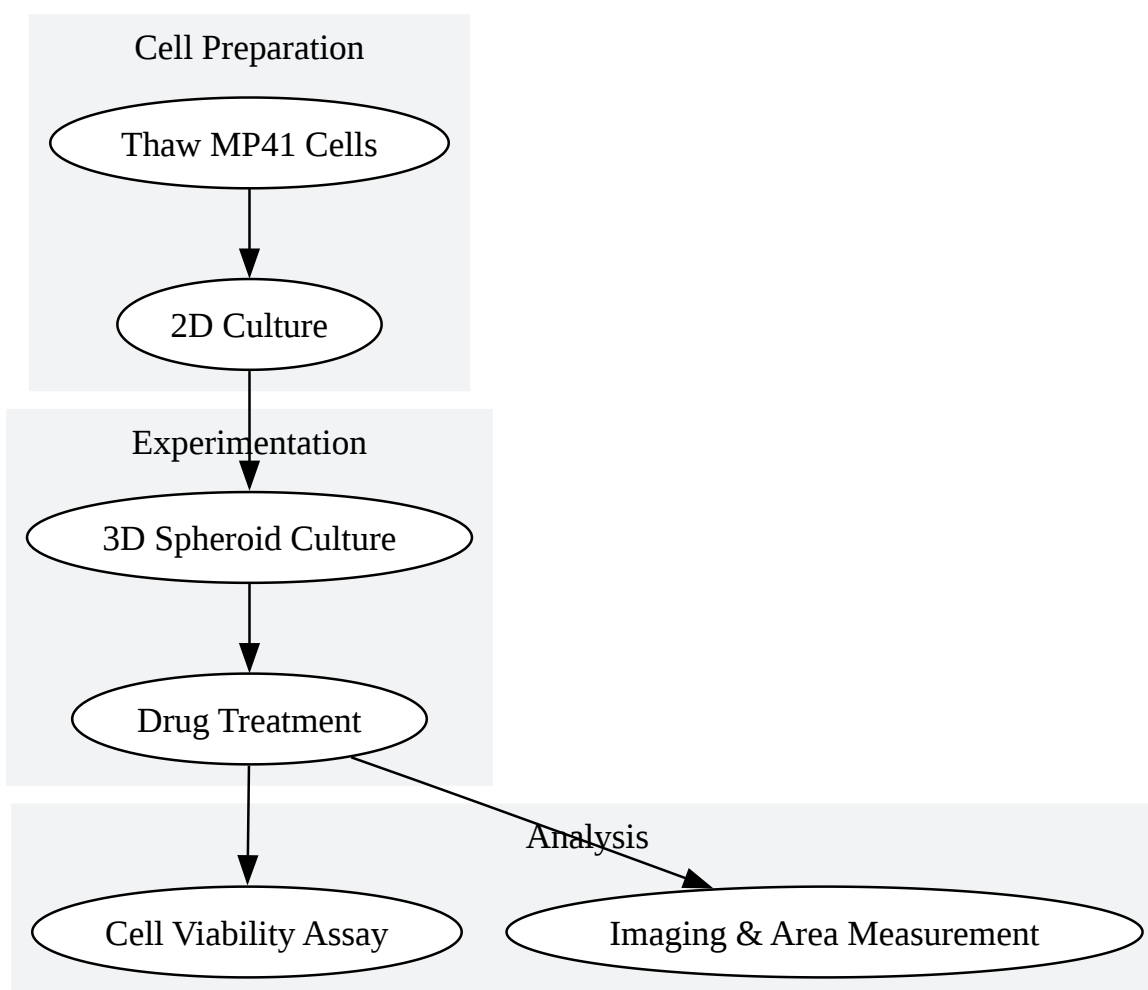 Cell Preparation
Thaw MP41 Cells
2D Culture
Experimentation
3D Spheroid Culture
Drug Treatment
Analysis
Cell Viability Assay
Imaging & Area Measurement